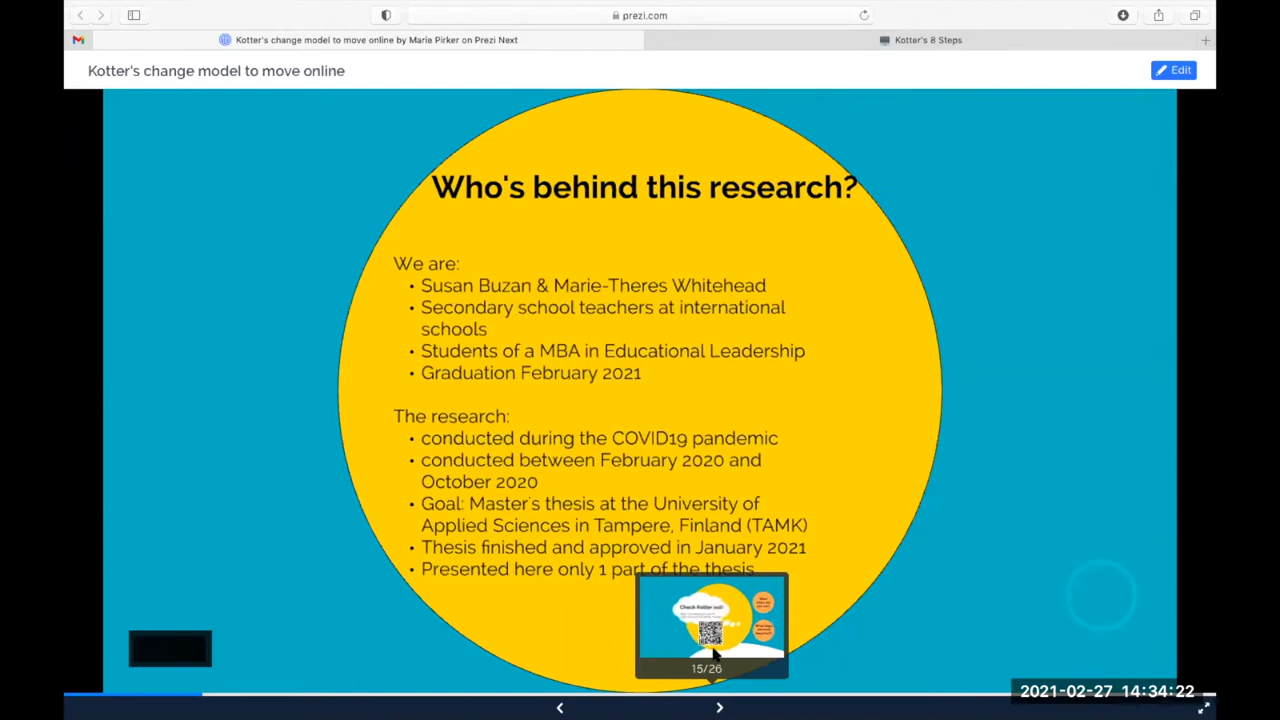 prezi.com
Kotter's change model to move online by Marie Pirker on Prezi Next
Kotter's 8 Steps
Kotter's change model to move online
Edit
Who's behind this research?
We are:
• Susan Buzan & Marie-Theres Whitehead
• Secondary school teachers at international
schools
• Students of a MBA in Educational Leadership
• Graduation February 2021
The research:
• conducted during the COVID19 pandemic
• conducted between February 2020 and
October 2020
• Goal: Master's thesis at the University of
Applied Sciences in Tampere, Finland (TAMK)
• Thesis finished and approved in January 2021
• Presented here only 1 part of the thesis
Check Kotter out!
15/26
2021-02-27 14:34:22